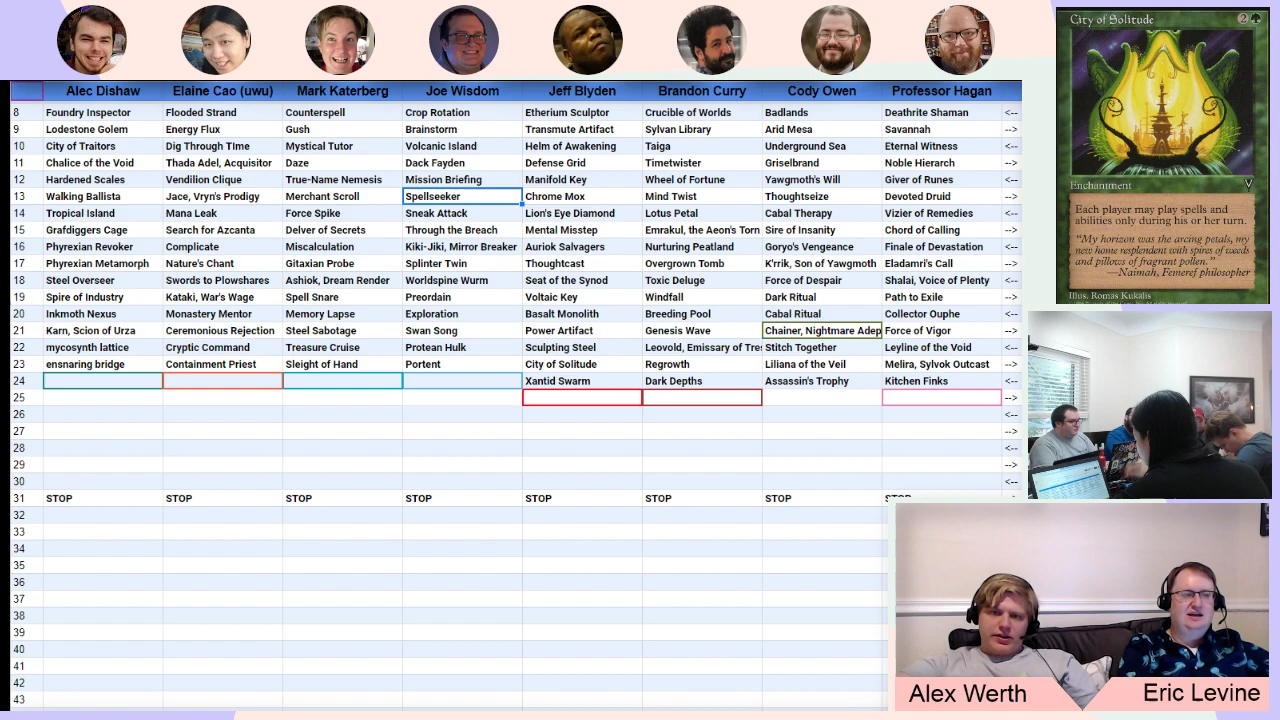 Alec Dishaw Elaine Cao (uwu) Mark Katerberg Joe Wisdom Jeff Blyden Brandon Curry Cody Owen Professor Hagan
8 Foundry Inspector Flooded Strand Counterspell Crop Rotation Etherium Sculptor Crucible of Worlds Badlands Deathrite Shaman <--
9 Lodestone Golem Energy Flux Gush Brainstorm Transmute Artifact Sylvan Library Arid Mesa Savannah -->
10 City of Traitors Dig Through TIme Mystical Tutor Volcanic Island Helm of Awakening Taiga Underground Sea Eternal Witness <--
11 Chalice of the Void Thada Adel, Acquisitor Daze Dack Fayden Defense Grid Timetwister Griselbrand Noble Hierarch -->
12 Hardened Scales Vendilion Clique True-Name Nemesis Mission Briefing Manifold Key Wheel of Fortune Yawgmoth's Will Giver of Runes <--
13 Walking Ballista Jace, Vryn's Prodigy Merchant Scroll Spellseeker Chrome Mox Mind Twist Thoughtseize Devoted Druid -->
14 Tropical Island Mana Leak Force Spike Sneak Attack Lion's Eye Diamond Lotus Petal Cabal Therapy Vizier of Remedies <--
15 Grafdiggers Cage Search for Azcanta Delver of Secrets Through the Breach Mental Misstep Emrakul, the Aeon's Torn Sire of Insanity Chord of Calling -->
16 Phyrexian Revoker Complicate Miscalculation Kiki-Jiki, Mirror Breaker Auriok Salvagers Nurturing Peatland Goryo's Vengeance Finale of Devastation <--
17 Phyrexian Metamorph Nature's Chant Gitaxian Probe Splinter Twin Thoughtcast Overgrown Tomb K'rrik, Son of Yawgmoth Eladamri's Call -->
18 Steel Overseer Swords to Plowshares Ashiok, Dream Render Worldspine Wurm Seat of the Synod Toxic Deluge Force of Despair Shalai, Voice of Plenty <--
19 Spire of Industry Kataki, War's Wage Spell Snare Preordain Voltaic Key Windfall Dark Ritual Path to Exile -->
20 Inkmoth Nexus Monastery Mentor Memory Lapse Exploration Basalt Monolith Breeding Pool Cabal Ritual Collector Ouphe <--
21 Karn, Scion of Urza Ceremonious Rejection Steel Sabotage Swan Song Power Artifact Genesis Wave Chainer, Nightmare Adep Force of Vigor -->
22 mycosynth lattice Cryptic Command Treasure Cruise Protean Hulk Sculpting Steel Leovold, Emissary of Tres Stitch Together Leyline of the Void <--
23 ensnaring bridge Containment Priest Sleight of Hand Portent City of Solitude Regrowth Liliana of the Veil Melira, Sylvok Outcast -->
24 Xantid Swarm Dark Depths Assassin's Trophy Kitchen Finks <--
25 -->
26 <--
27 -->
28 <--
29 -->
30 <--
31 STOP STOP STOP STOP STOP STOP STOP STOP
32
33
34
35
36
37
38
39
40
41
42
43
City of Solitude 2
Enchantment
Each player may play spells and
abilities only during his or her turn.
"My horizon was the arcing petals, my
new home resplendent with spires of weeds
and pillows of fragrant pollen."
—Naimah, Femeref philosopher
Illus. Romas Kukalis
Alex Werth
Eric Levine